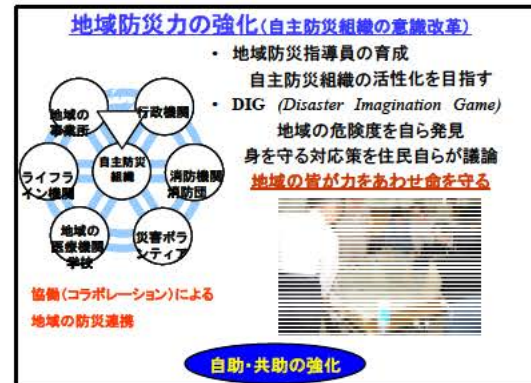 地域防災力の強化(自主防災組織の意識改革)
・ 地域防災指導員の育成
自主防災組織の活性化を目指す
・ DIG (Disaster Imagination Game)
地域の危険度を自ら発見
身を守る対応策を住民自らが議論
地域の皆が力をあわせ命を守る
地域の
事業所
行政機関
自主防災
組織
ライフラ
イン機関
消防機関
消防団
地域の
医療機関
学校
災害ボラ
ンティア
協働(コラボレーション)による
地域の防災連携
自助・共助の強化